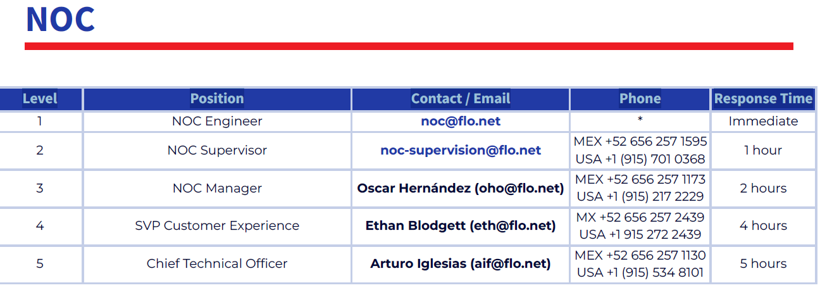 NOC
Level Position Contact / Email Phone Response Time
1 NOC Engineer noc@flo.net * Immediate
2 NOC Supervisor noc-supervision@flo.net MEX +52 656 257 1595 1 hour
USA +1 (915) 701 0368
3 NOC Manager Oscar Hernández (oho@flo.net) MEX +52 656 257 1173 2 hours
USA +1 (915) 217 2229
4 SVP Customer Experience Ethan Blodgett (eth@flo.net) MX +52 656 257 2439 4 hours
USA +1 915 272 2439
5 Chief Technical Officer Arturo Iglesias (aif@flo.net) MEX +52 656 257 1130 5 hours
USA +1 (915) 534 8101